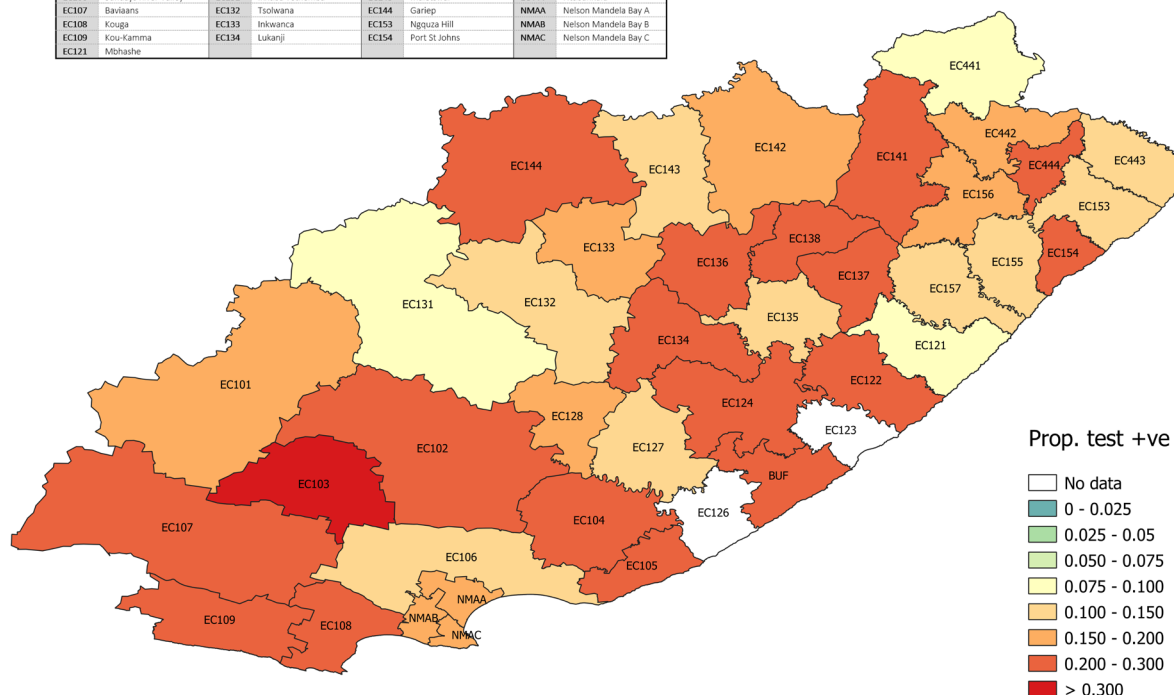 EC107 Baviaans EC132 Tsolwana EC144 Gariep NMAA Nelson Mandela Bay A
EC108 Kouga EC133 Inkwanca EC153 Ngquza Hill NMAB Nelson Mandela Bay B
EC109 Kou-Kamma EC134 Lukanji EC154 Port St Johns NMAC Nelson Mandela Bay C
EC121 Mbhashe
EC441
EC442
EC443
EC444
EC141
EC142
EC143
EC144
EC156
EC153
EC154
EC155
EC157
EC138
EC137
EC136
EC133
EC132
EC131
EC135
EC134
EC121
EC122
EC123
EC124
EC101
EC128
EC127
EC102
EC103
BUF
EC126
EC104
EC107
EC106
EC105
NMAA
NMAB
NMAC
EC109
EC108
Prop. test +ve
No data
0 - 0.025
0.025 - 0.05
0.050 - 0.075
0.075 - 0.100
0.100 - 0.150
0.150 - 0.200
0.200 - 0.300
> 0.300